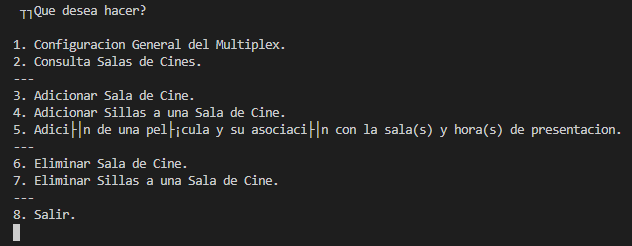 ┬┐Que desea hacer?
1. Configuracion General del Multiplex.
2. Consulta Salas de Cines.
---
3. Adicionar Sala de Cine.
4. Adicionar Sillas a una Sala de Cine.
5. Adici├│n de una pel├¡cula y su asociaci├│n con la sala(s) y hora(s) de presentacion.
---
6. Eliminar Sala de Cine.
7. Eliminar Sillas a una Sala de Cine.
---
8. Salir.